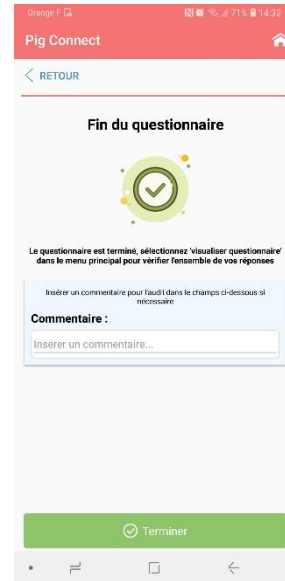 Orange F 71% 14:32
Pig Connect
RETOUR
Fin du questionnaire
Le questionnaire est terminé, sélectionnez 'visualiser questionnaire'
dans le menu principal pour vérifier l'ensemble de vos réponses
Insérer un commentaire pour l'audit dans le champs ci-dessous si
nécessaire
Commentaire :
Insérer un commentaire...
Terminer